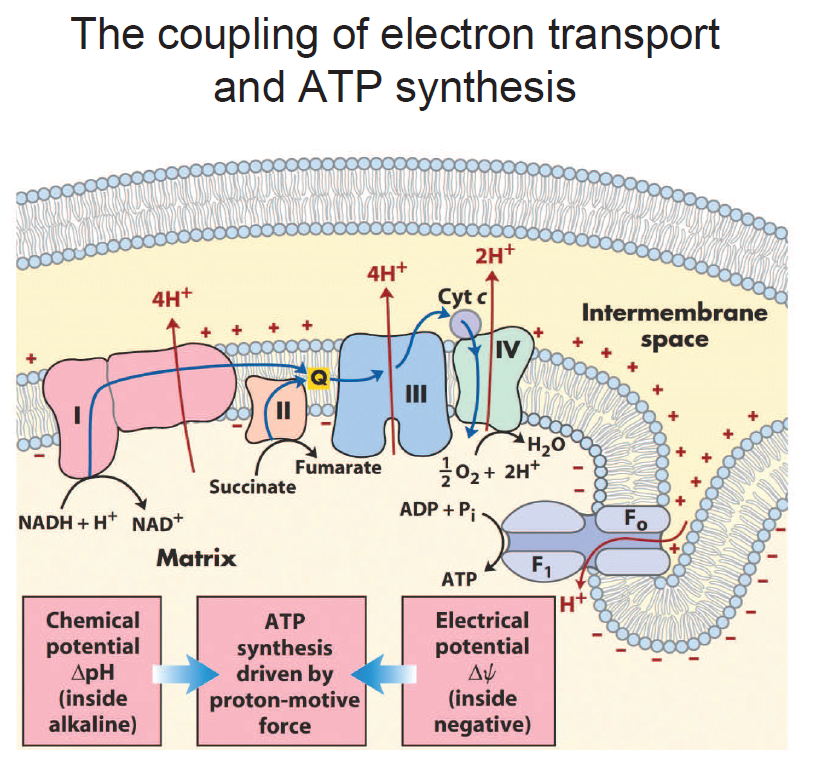 The coupling of electron transport
and ATP synthesis
2H⁺
4H⁺
4H⁺
Cyt c
Intermembrane
space
I
II
Q
III
IV
H₂O
½O₂ + 2H⁺
Fumarate
Succinate
NADH + H⁺ NAD⁺
ADP + Pᵢ
Fₒ
Matrix
F₁
ATP
H⁺
Chemical
potential
ΔpH
(inside
alkaline)
ATP
synthesis
driven by
proton-motive
force
Electrical
potential
Δψ
(inside
negative)